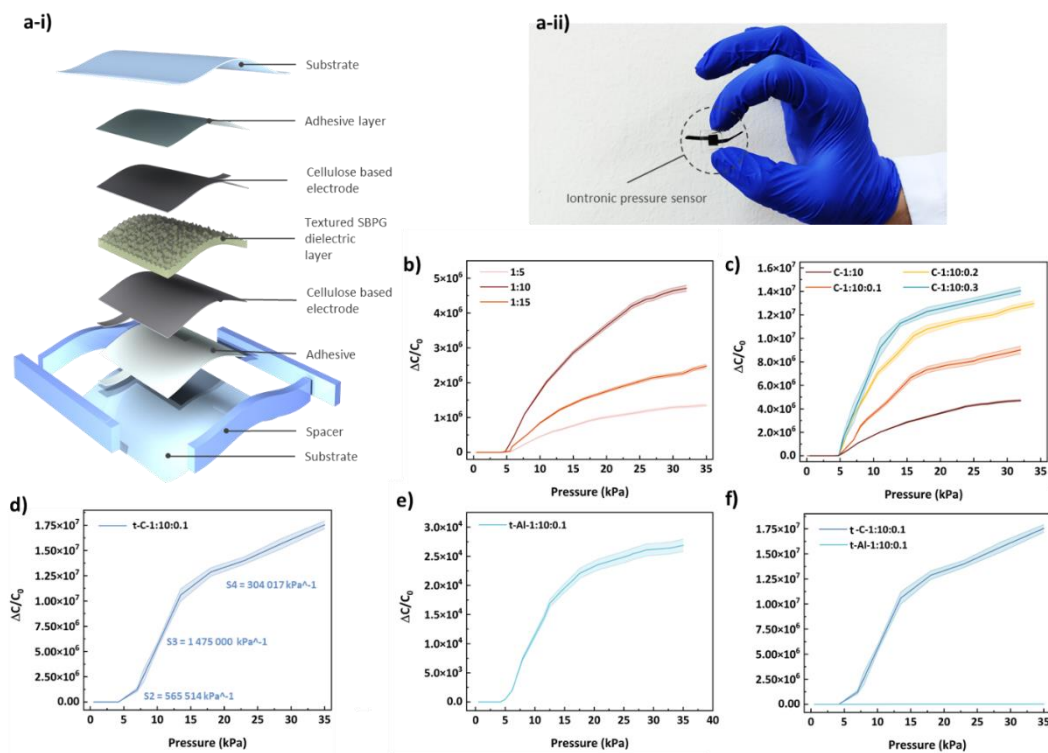 a-i)
Substrate
Adhesive layer
Cellulose based
electrode
Textured SBPG
dielectric
layer
Cellulose based
electrode
Adhesive
Spacer
Substrate
a-ii)
Iontronic pressure sensor
b)
1:5
1:10
1:15
5×10⁶
4×10⁶
3×10⁶
2×10⁶
1×10⁶
0
ΔC/C₀
0 5 10 15 20 25 30 35
Pressure (kPa)
c)
C-1:10 C-1:10:0.2
C-1:10:0.1 C-1:10:0.3
1.6×10⁷
1.4×10⁷
1.2×10⁷
1.0×10⁷
8.0×10⁶
6.0×10⁶
4.0×10⁶
2.0×10⁶
0.0
ΔC/C₀
0 5 10 15 20 25 30 35
Pressure (kPa)
d)
t-C-1:10:0.1
1.75×10⁷
1.50×10⁷
1.25×10⁷
1.00×10⁷
7.50×10⁶
5.00×10⁶
2.50×10⁶
0.00
ΔC/C₀
S4 = 304 017 kPa^-1
S3 = 1 475 000 kPa^-1
S2 = 565 514 kPa^-1
0 5 10 15 20 25 30 35
Pressure (kPa)
e)
t-Al-1:10:0.1
3.0×10⁴
2.5×10⁴
2.0×10⁴
1.5×10⁴
1.0×10⁴
5.0×10³
0.0
ΔC/C₀
0 5 10 15 20 25 30 35 40
Pressure (kPa)
f)
t-C-1:10:0.1
t-Al-1:10:0.1
1.75×10⁷
1.50×10⁷
1.25×10⁷
1.00×10⁷
7.50×10⁶
5.00×10⁶
2.50×10⁶
0.00
ΔC/C₀
0 5 10 15 20 25 30 35
Pressure (kPa)